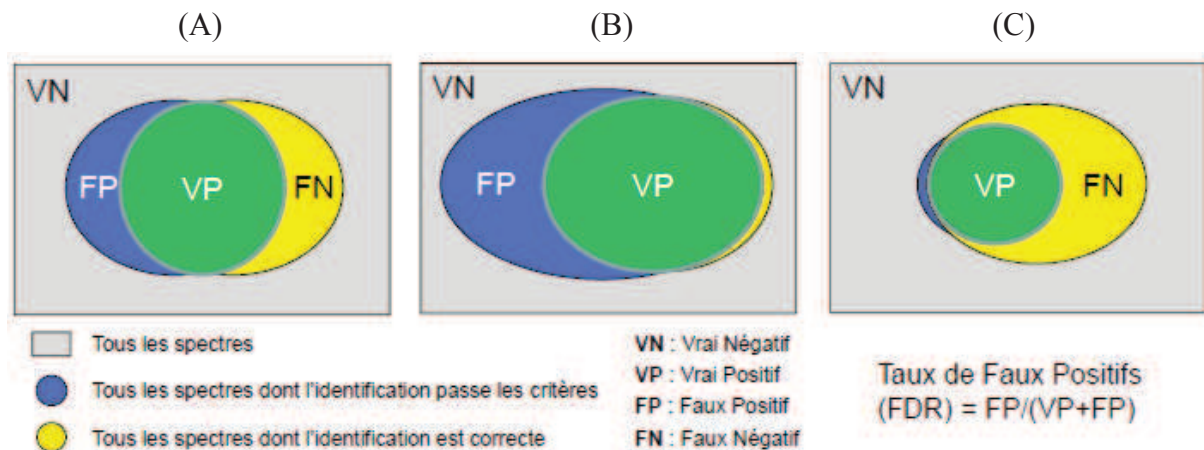 (A)
(B)
(C)
VN
FP
VP
FN
VN
FP
VP
FN
VN
VP
FN
Tous les spectres
Tous les spectres dont l'identification passe les critères
Tous les spectres dont l'identification est correcte
VN : Vrai Négatif
VP : Vrai Positif
FP : Faux Positif
FN : Faux Négatif
Taux de Faux Positifs
(FDR) = FP/(VP+FP)